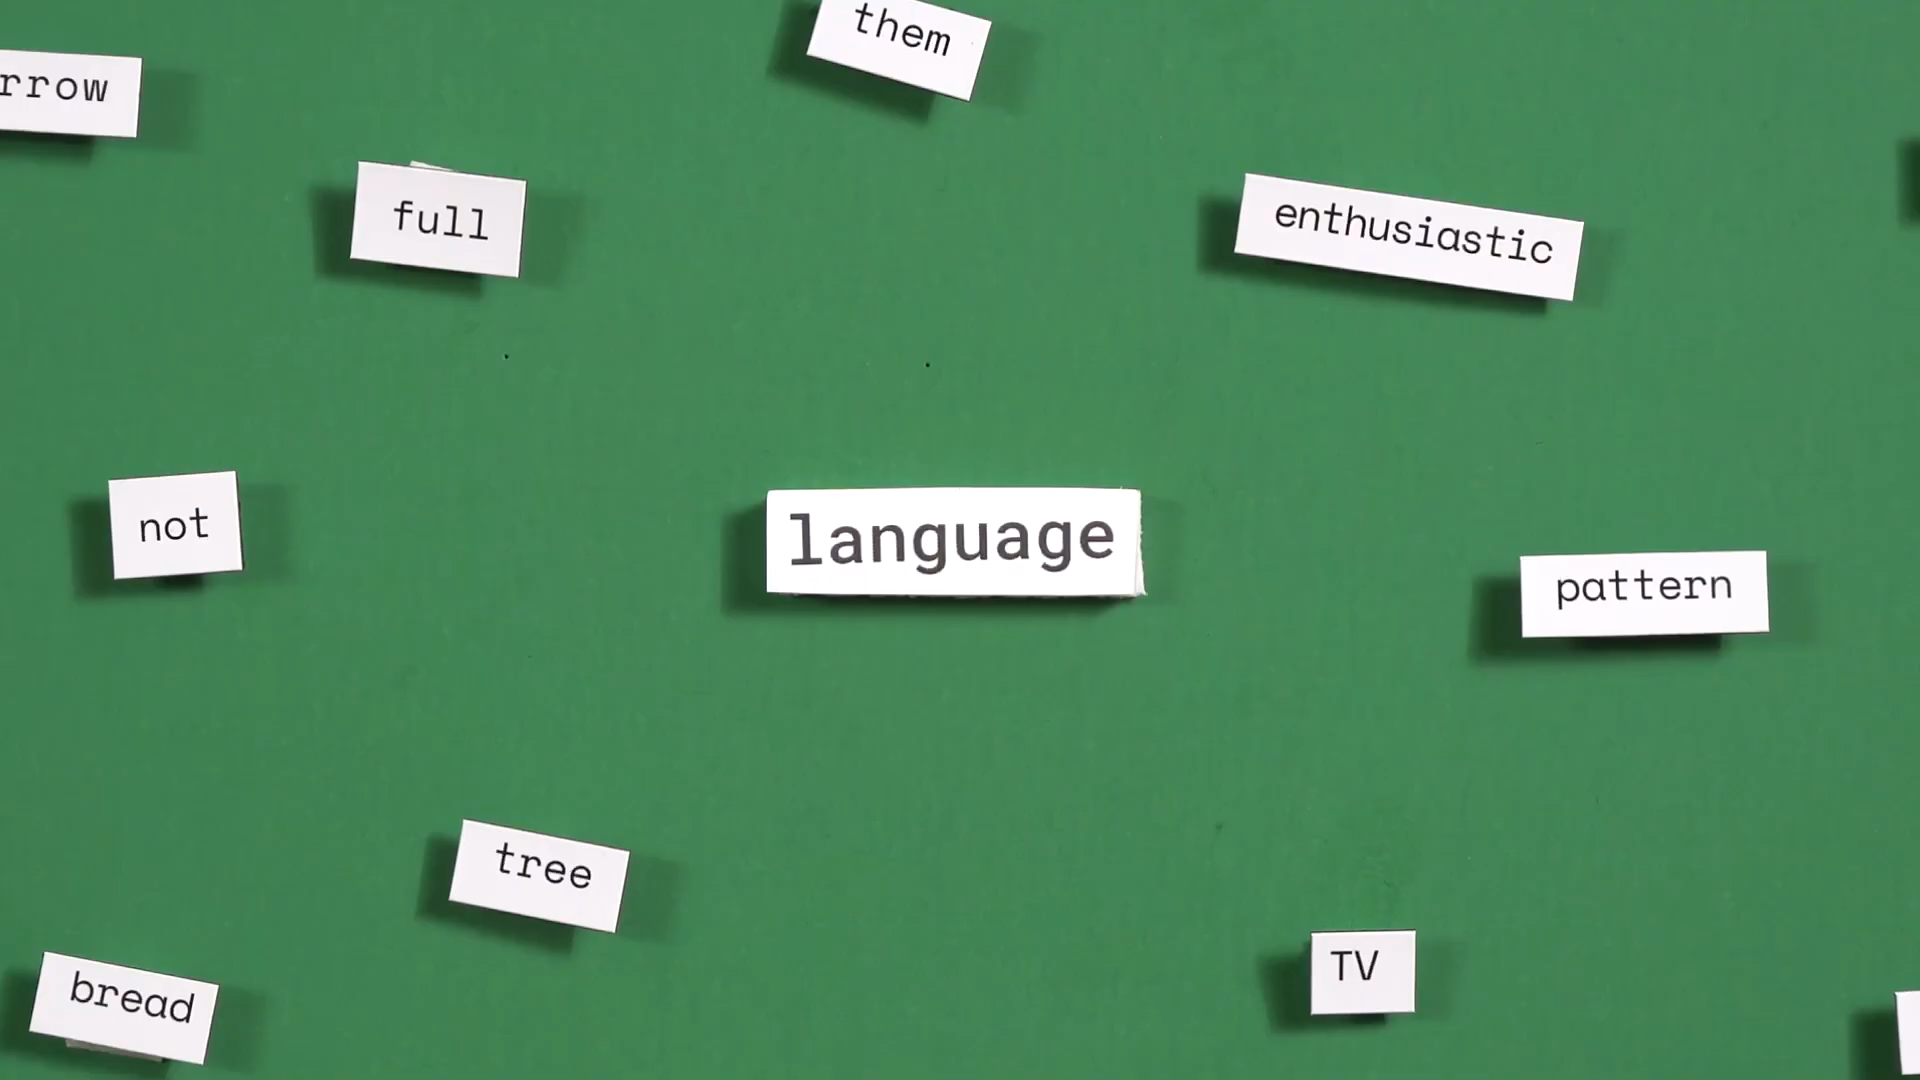 them
rrow
full
enthusiastic
not
language
pattern
tree
TV
bread